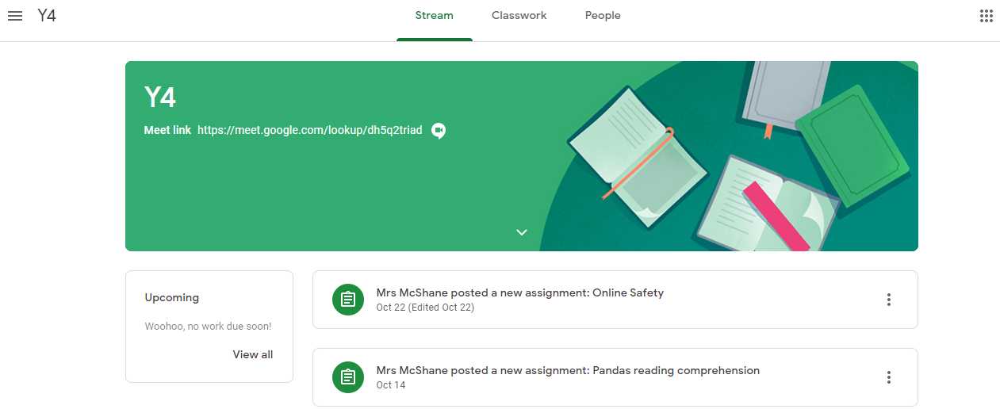 Y4
Stream
Classwork
People
Y4
Meet link https://meet.google.com/lookup/dh5q2triad
Upcoming
Woohoo, no work due soon!
View all
Mrs McShane posted a new assignment: Online Safety
Oct 22 (Edited Oct 22)
Mrs McShane posted a new assignment: Pandas reading comprehension
Oct 14